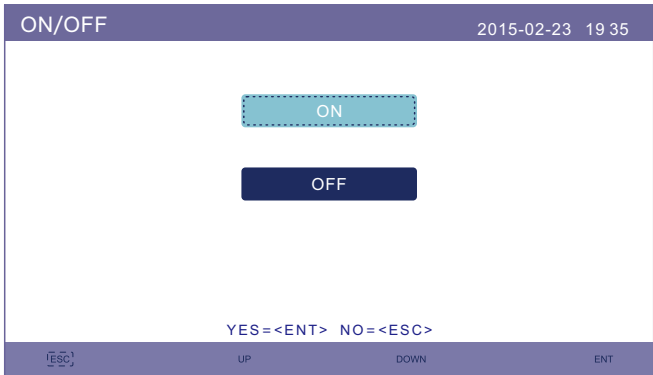 ON/OFF 2015-02-23 19 35
ON
OFF
YES=<ENT> NO=<ESC>
ESC UP DOWN ENT